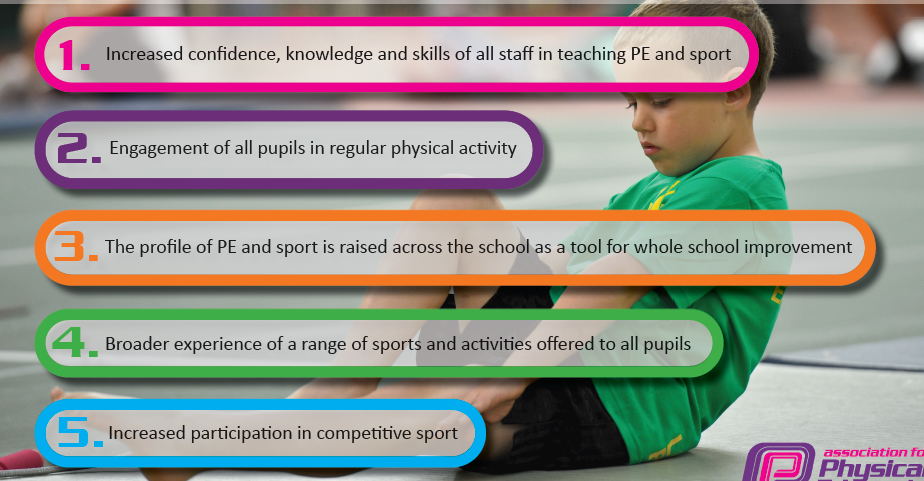 1. Increased confidence, knowledge and skills of all staff in teaching PE and sport
2. Engagement of all pupils in regular physical activity
3. The profile of PE and sport is raised across the school as a tool for whole school improvement
4. Broader experience of a range of sports and activities offered to all pupils
5. Increased participation in competitive sport
association fo
Physica